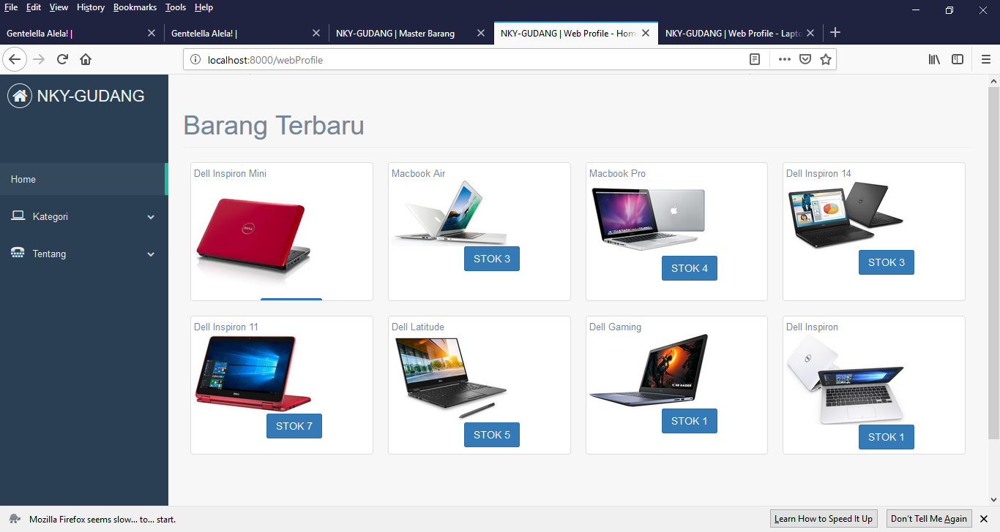 File Edit View History Bookmarks Tools Help
Gentelella Alela! |
Gentelella Alela! |
NKY-GUDANG | Master Barang
NKY-GUDANG | Web Profile - Hom
NKY-GUDANG | Web Profile - Lapto
localhost:8000/webProfile
NKY-GUDANG
Home
Kategori
Tentang
Barang Terbaru
Dell Inspiron Mini
Macbook Air
Macbook Pro
Dell Inspiron 14
STOK 3
STOK 4
STOK 3
Dell Inspiron 11
Dell Latitude
Dell Gaming
Dell Inspiron
STOK 7
STOK 5
STOK 1
STOK 1
Mozilla Firefox seems slow... to... start.
Learn How to Speed It Up
Don't Tell Me Again